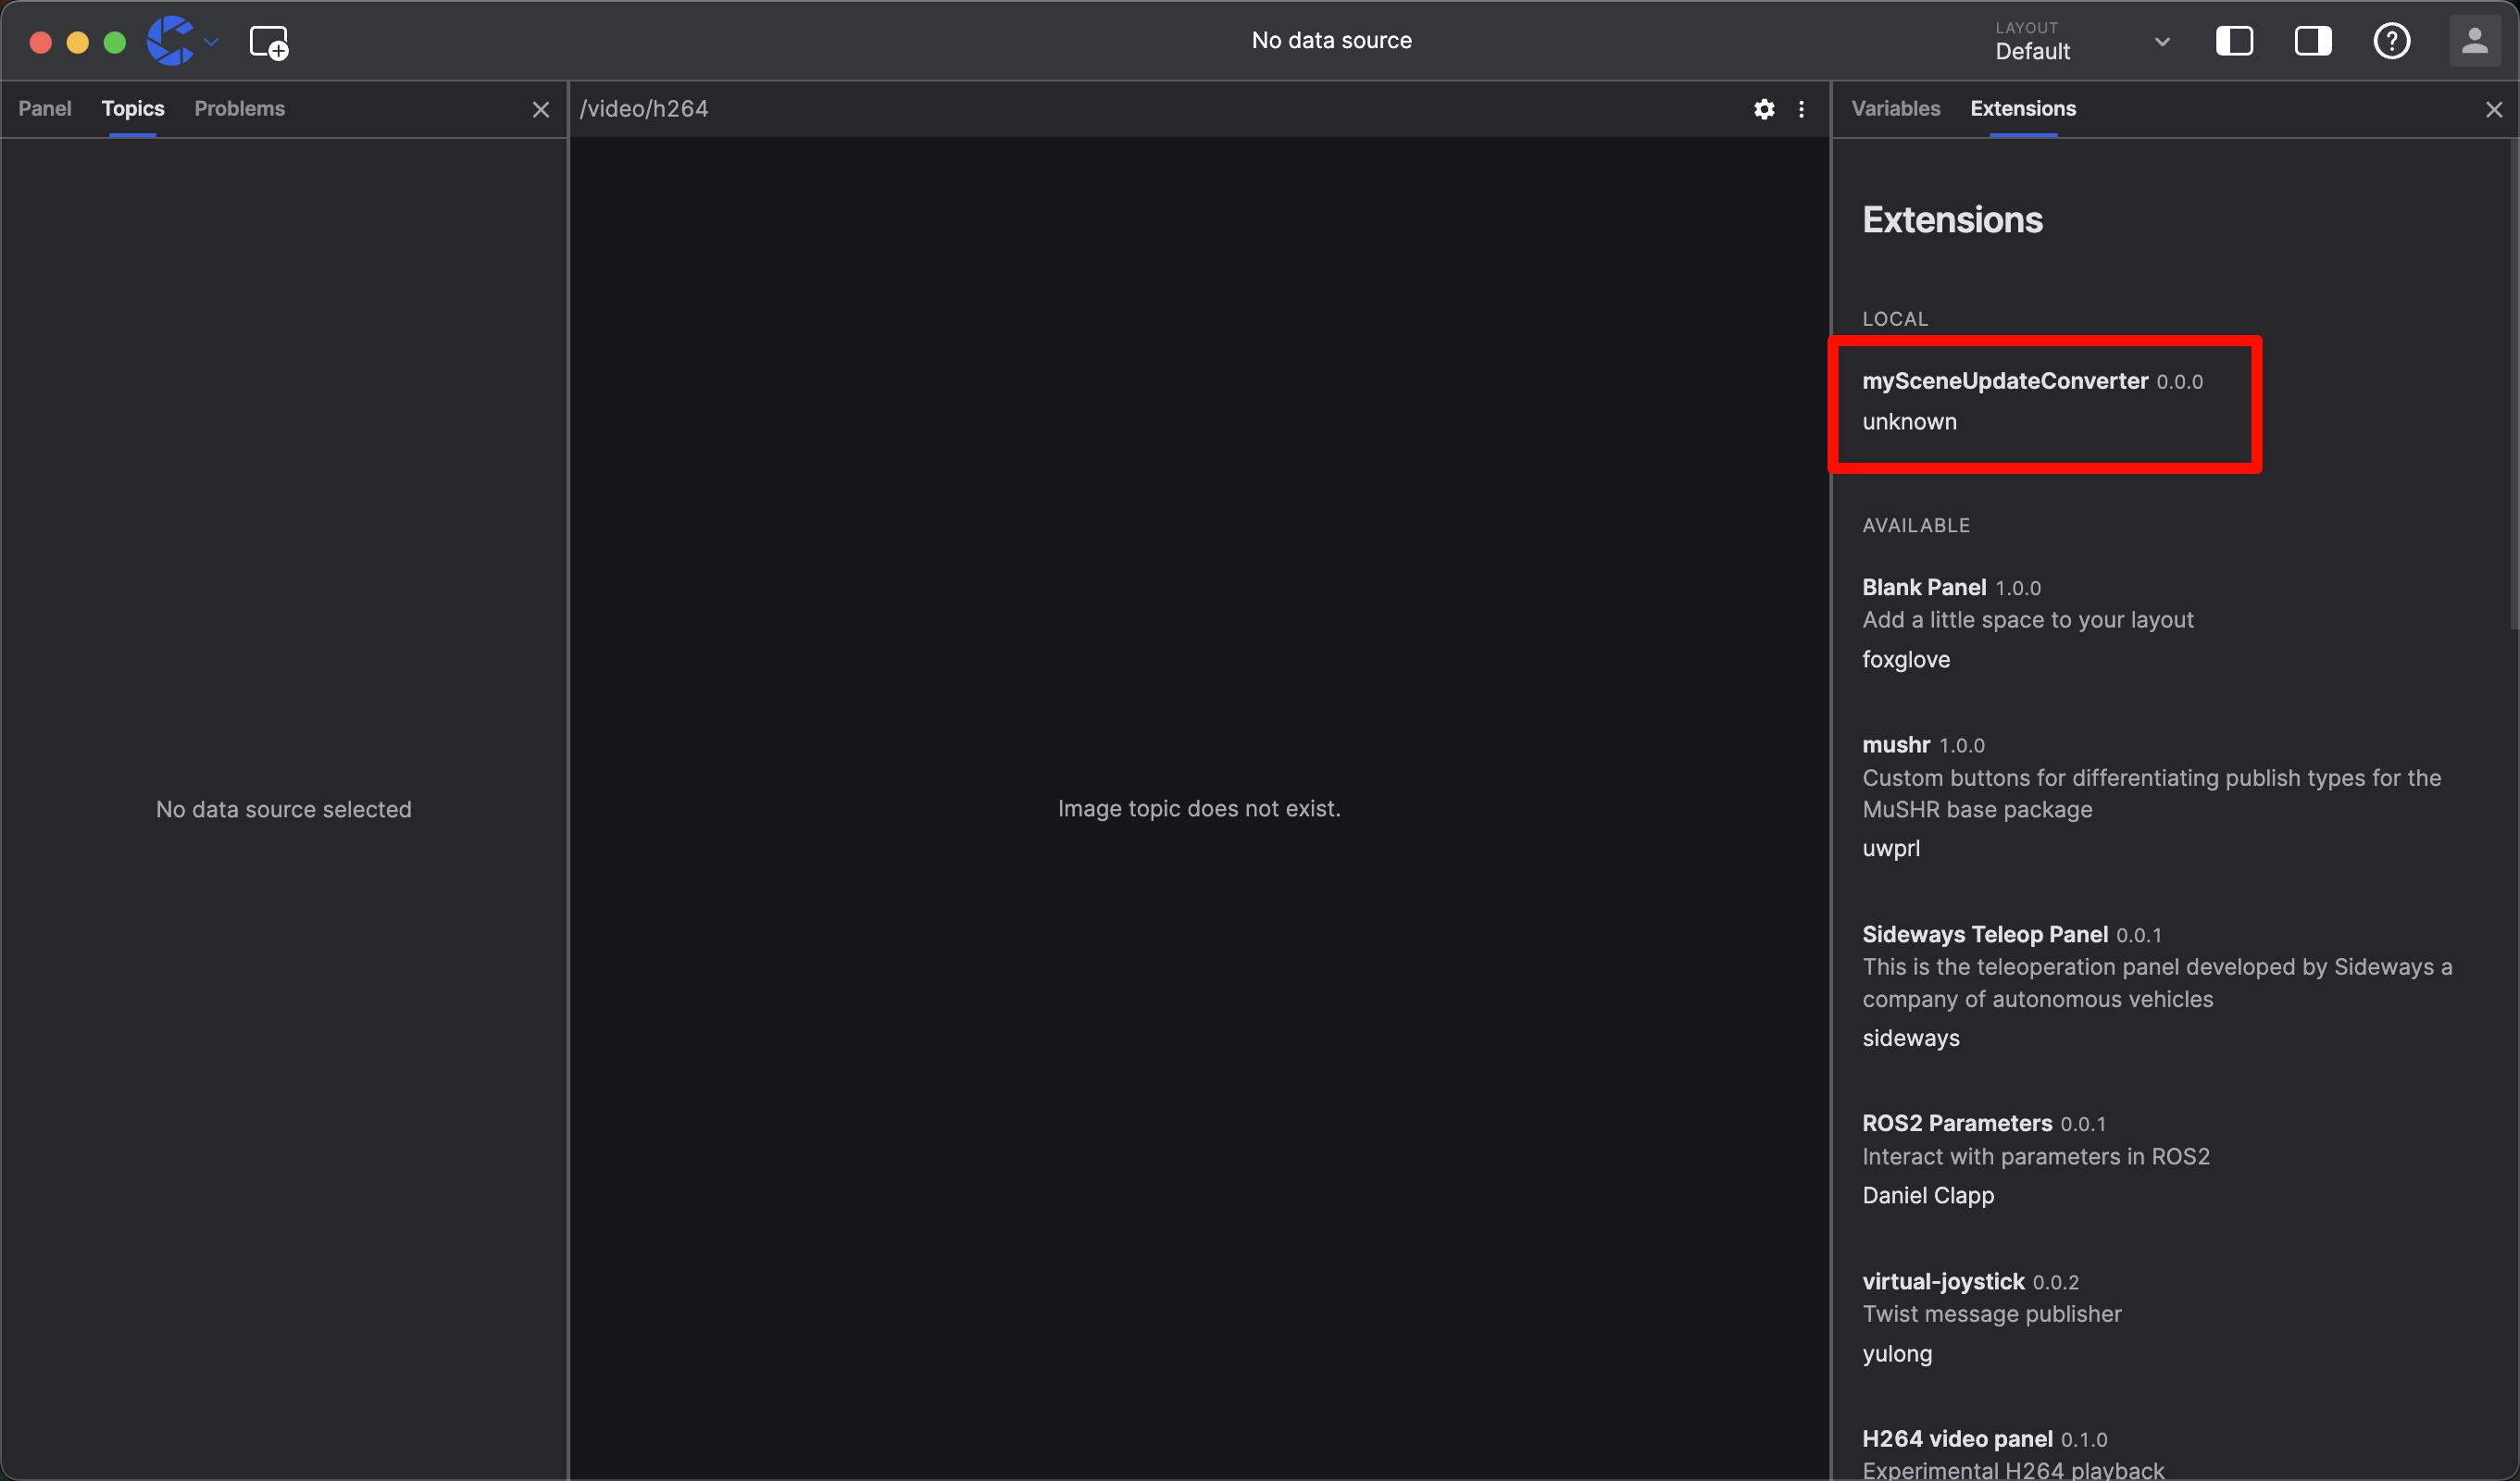 No data source
LAYOUT
Default
Panel
Topics
Problems
No data source selected
/video/h264
Image topic does not exist.
Variables
Extensions
Extensions
LOCAL
mySceneUpdateConverter 0.0.0
unknown
AVAILABLE
Blank Panel 1.0.0
Add a little space to your layout
foxglove
mushr 1.0.0
Custom buttons for differentiating publish types for the
MuSHR base package
uwprl
Sideways Teleop Panel 0.0.1
This is the teleoperation panel developed by Sideways a
company of autonomous vehicles
sideways
ROS2 Parameters 0.0.1
Interact with parameters in ROS2
Daniel Clapp
virtual-joystick 0.0.2
Twist message publisher
yulong
H264 video panel 0.1.0
Experimental H264 playback